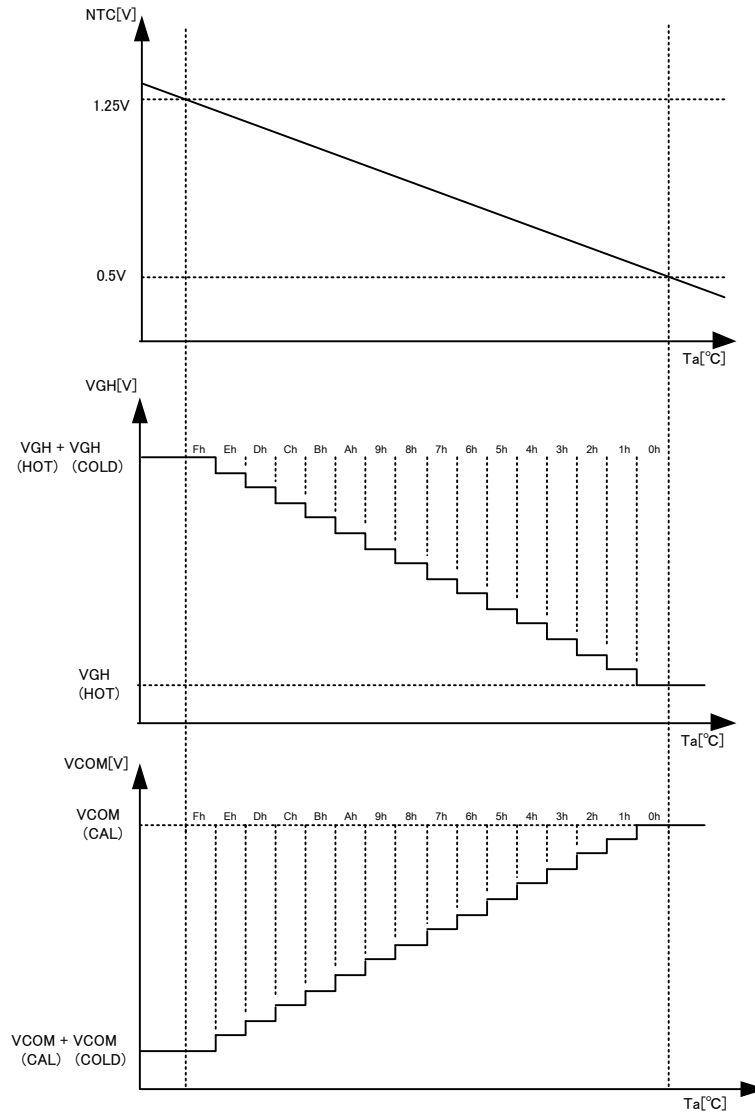 NTC[V]
1.25V
0.5V
Ta[℃]
VGH[V]
VGH + VGH
(HOT) (COLD)
Fh Eh Dh Ch Bh Ah 9h 8h 7h 6h 5h 4h 3h 2h 1h 0h
VGH
(HOT)
Ta[℃]
VCOM[V]
VCOM
(CAL)
Fh Eh Dh Ch Bh Ah 9h 8h 7h 6h 5h 4h 3h 2h 1h 0h
VCOM + VCOM
(CAL) (COLD)
Ta[℃]